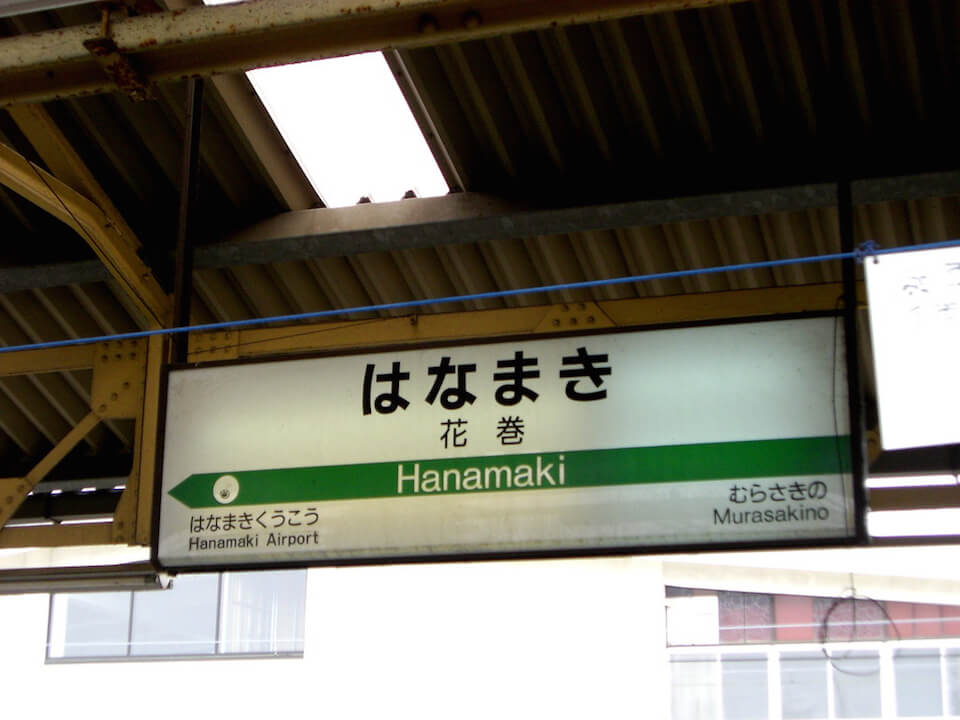 はなまき
花巻
Hanamaki
はなまきくうこう
Hanamaki Airport
むらさきの
Murasakino